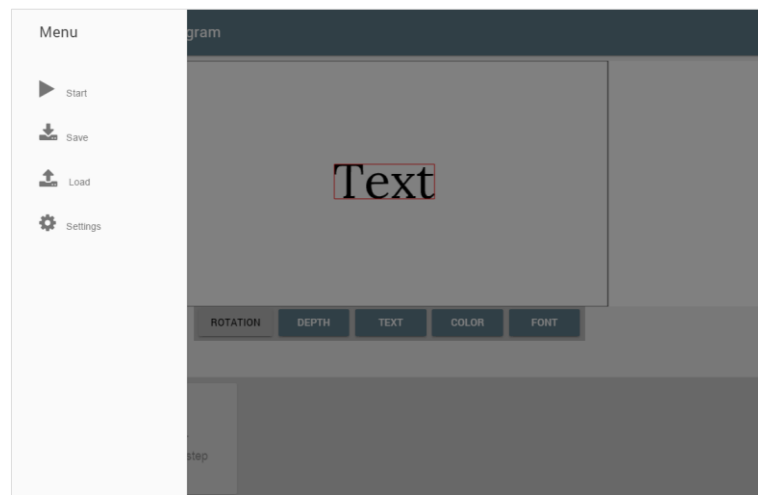 Menu
gram
Start
Save
Load
Settings
Text
ROTATION DEPTH TEXT COLOR FONT
step